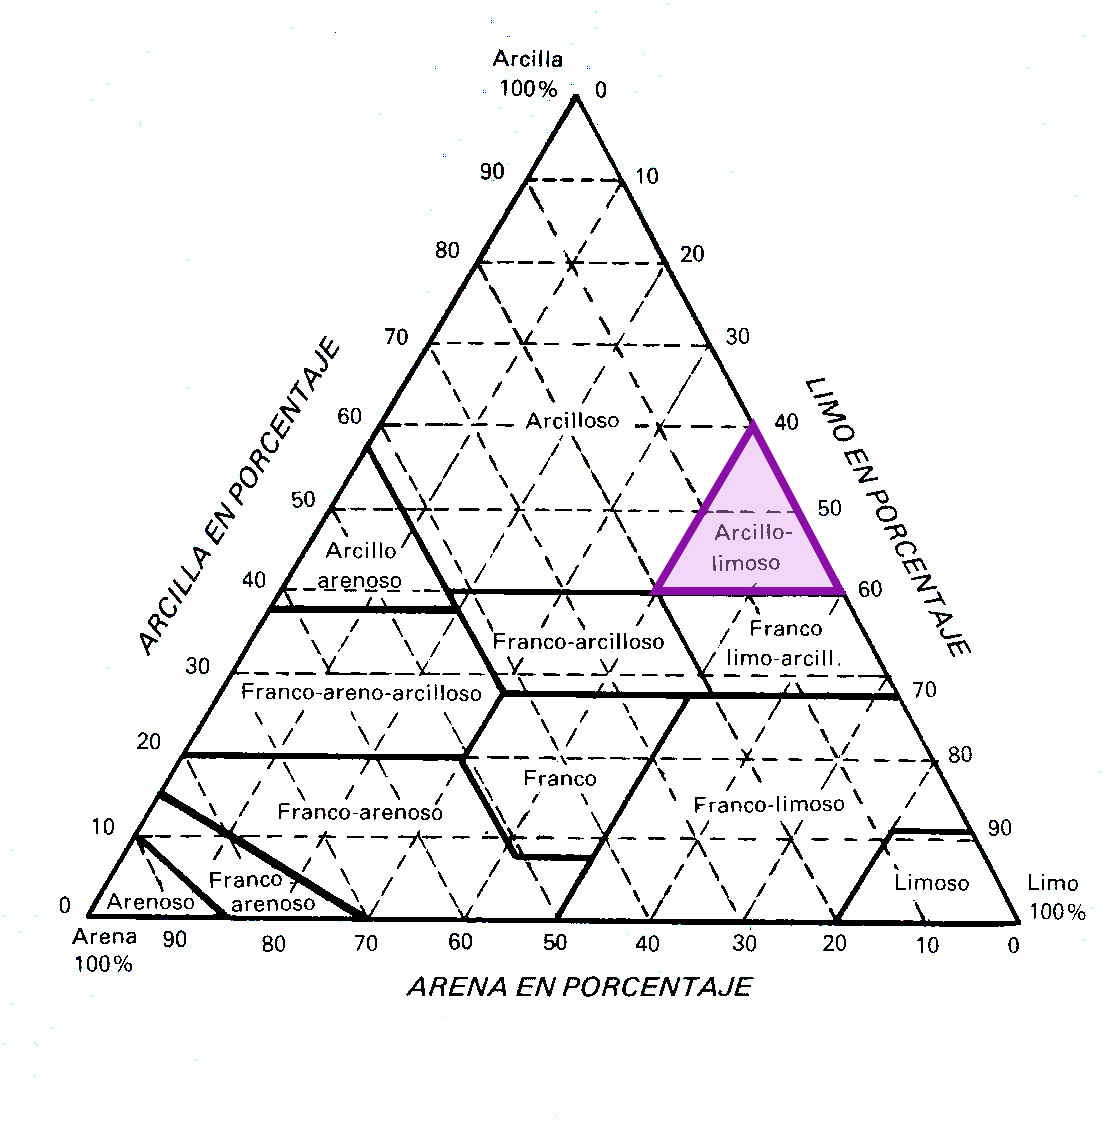 Arcilla
100% 0
90 10
80 20
70 30
60 40
50 50
40 60
30 70
20 80
10 90
0
ARCILLA EN PORCENTAJE
LIMO EN PORCENTAJE
Arcilloso
Arcillo-
limoso
Arcillo
arenoso
Franco-arcilloso
Franco
limo-arcill.
Franco-areno-arcilloso
Franco
Franco-limoso
Franco-arenoso
Franco
arenoso
Arenoso
Limoso
Limo
100%
Arena
100%
90 80 70 60 50 40 30 20 10 0
ARENA EN PORCENTAJE